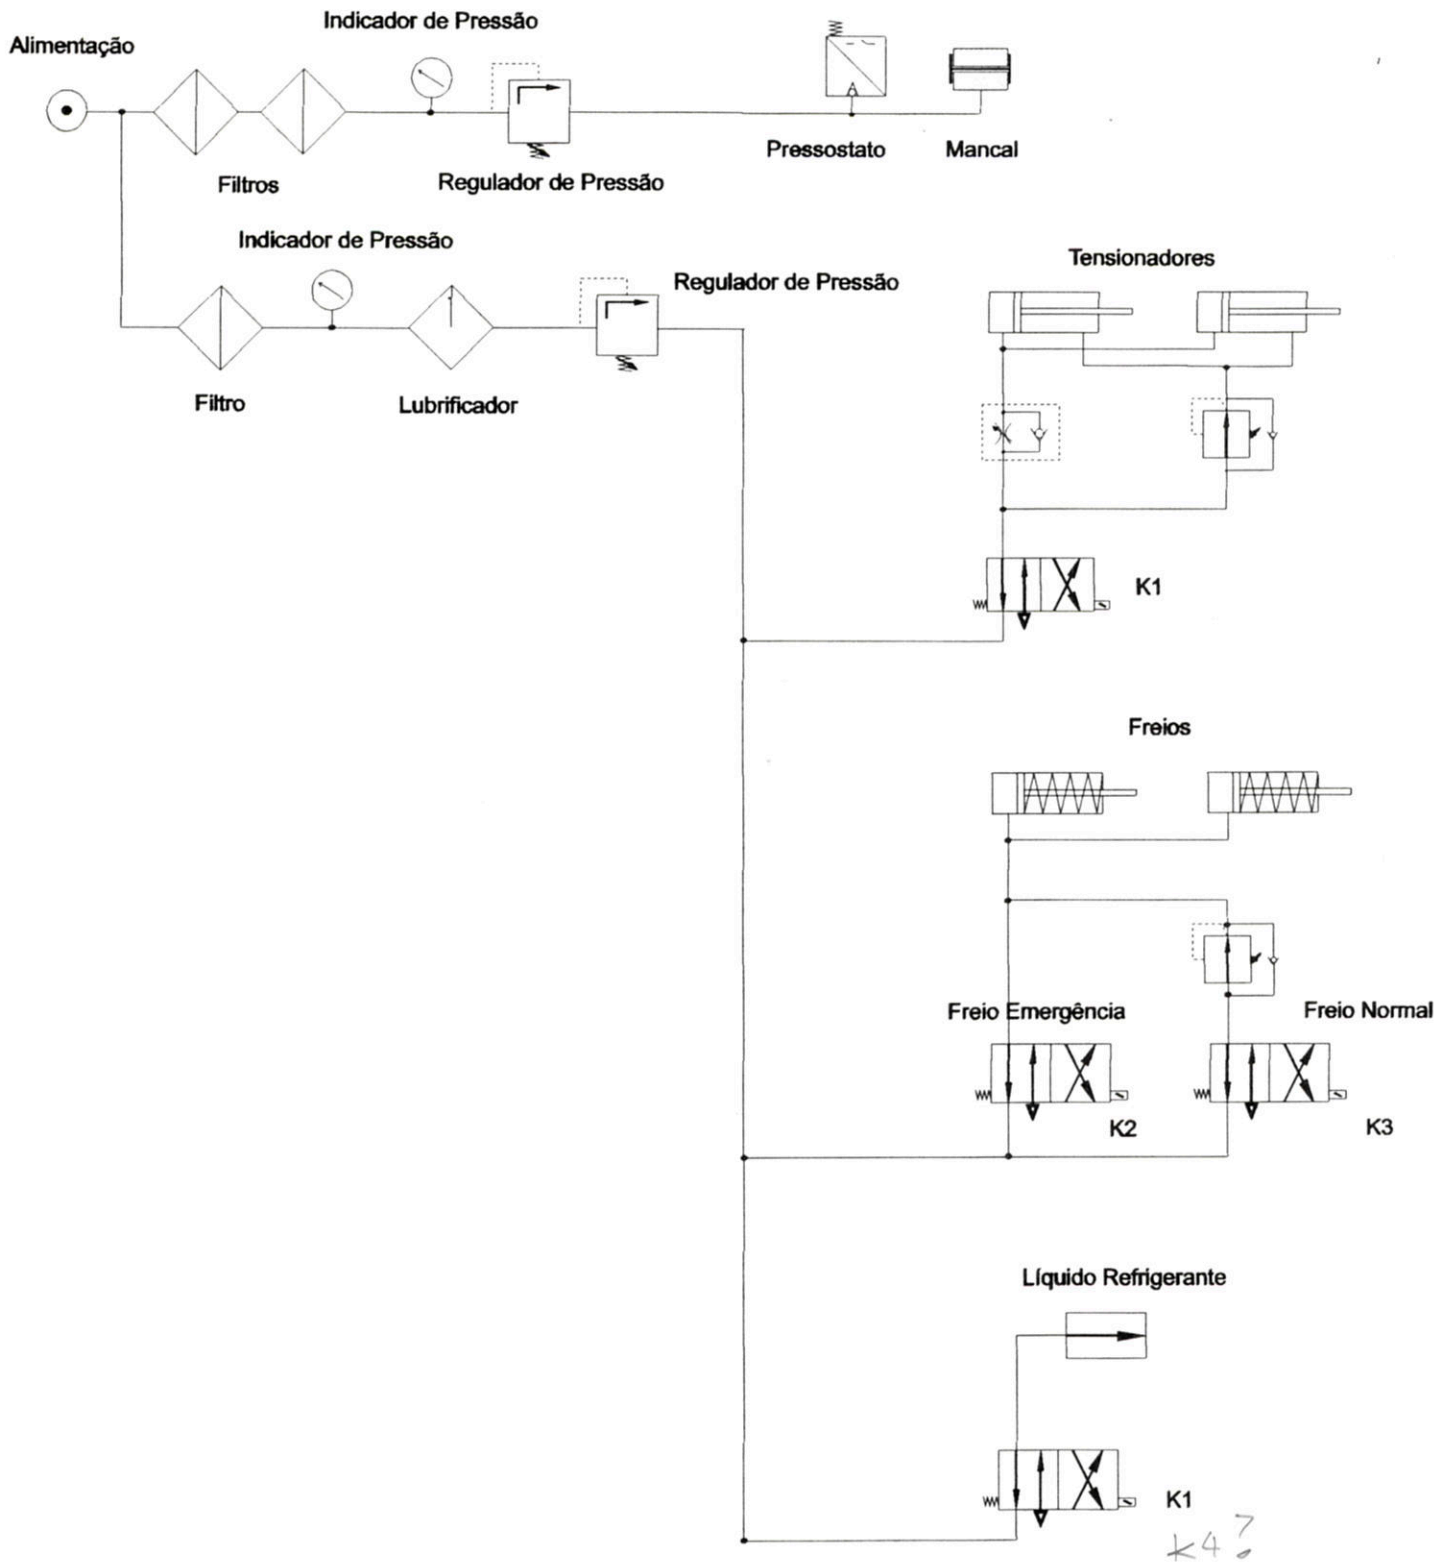 Indicador de Pressão
Alimentação
Pressostato
Mancal
Filtros
Regulador de Pressão
Indicador de Pressão
Tensionadores
Regulador de Pressão
Filtro
Lubrificador
K1
Freios
Freio Emergência
Freio Normal
K2
K3
Líquido Refrigerante
K1
K4?